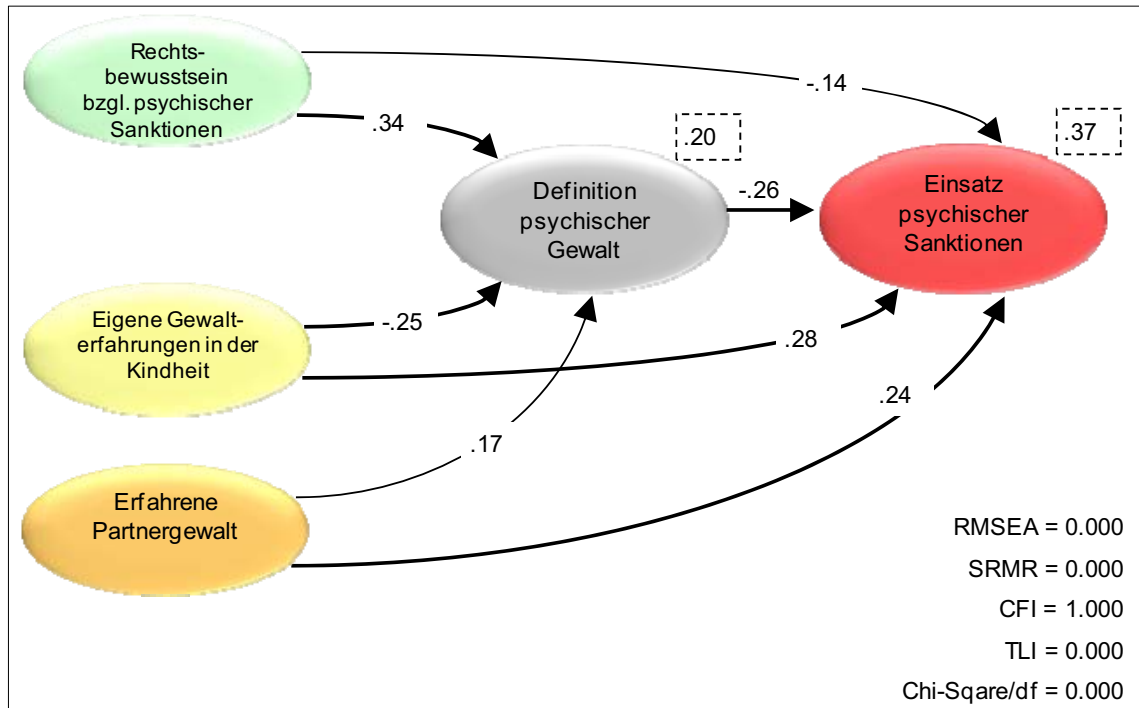 Rechts-
bewusstsein
bzgl. psychischer
Sanktionen
-.14
.34
.20
.37
Definition
psychischer
Gewalt
-.26
Einsatz
psychischer
Sanktionen
Eigene Gewalt-
erfahrungen in der
Kindheit
-.25
.28
.24
.17
Erfahrene
Partnergewalt
RMSEA = 0.000
SRMR = 0.000
CFI = 1.000
TLI = 0.000
Chi-Sqare/df = 0.000